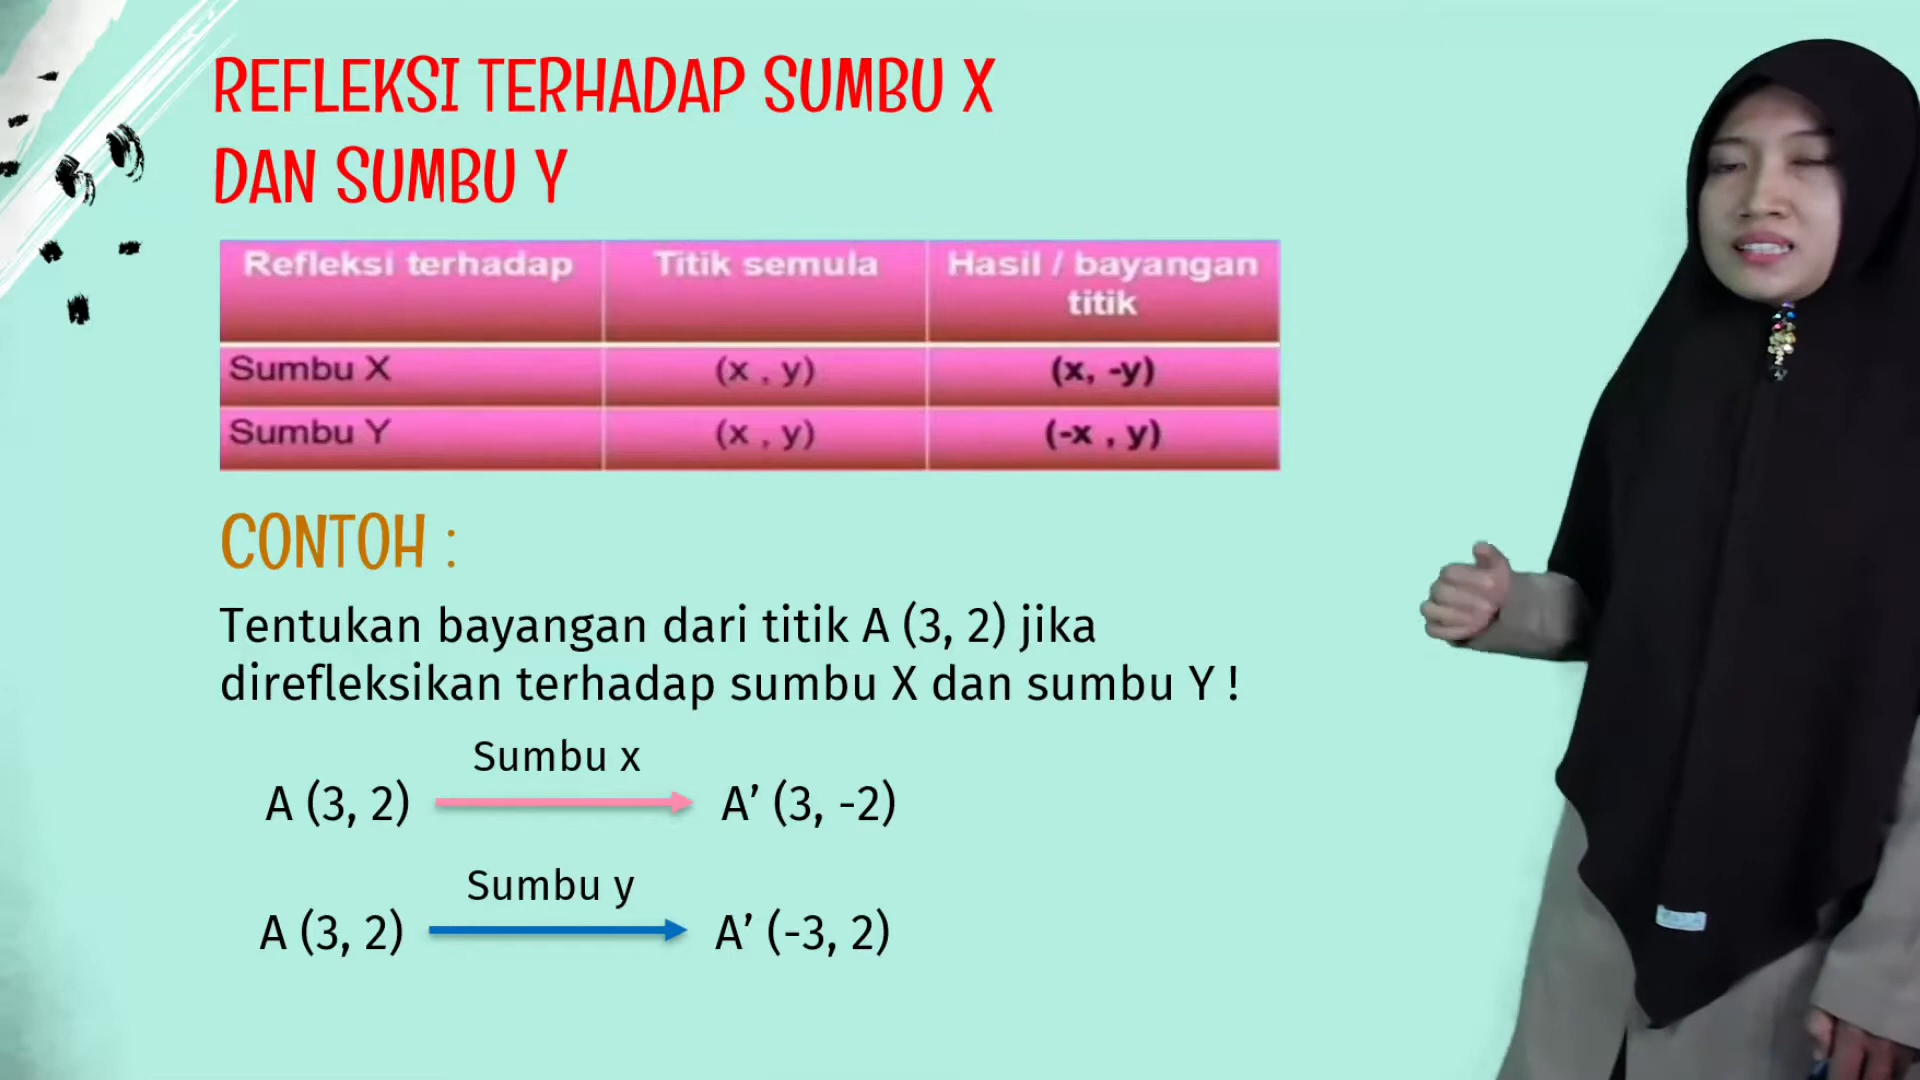 REFLEKSI TERHADAP SUMBU X
DAN SUMBU Y
Refleksi terhadap Titik semula Hasil / bayangan
titik
Sumbu X (x , y) (x, -y)
Sumbu Y (x , y) (-x , y)
CONTOH :
Tentukan bayangan dari titik A (3, 2) jika
direfleksikan terhadap sumbu X dan sumbu Y !
Sumbu x
A (3, 2) A’ (3, -2)
Sumbu y
A (3, 2) A’ (-3, 2)